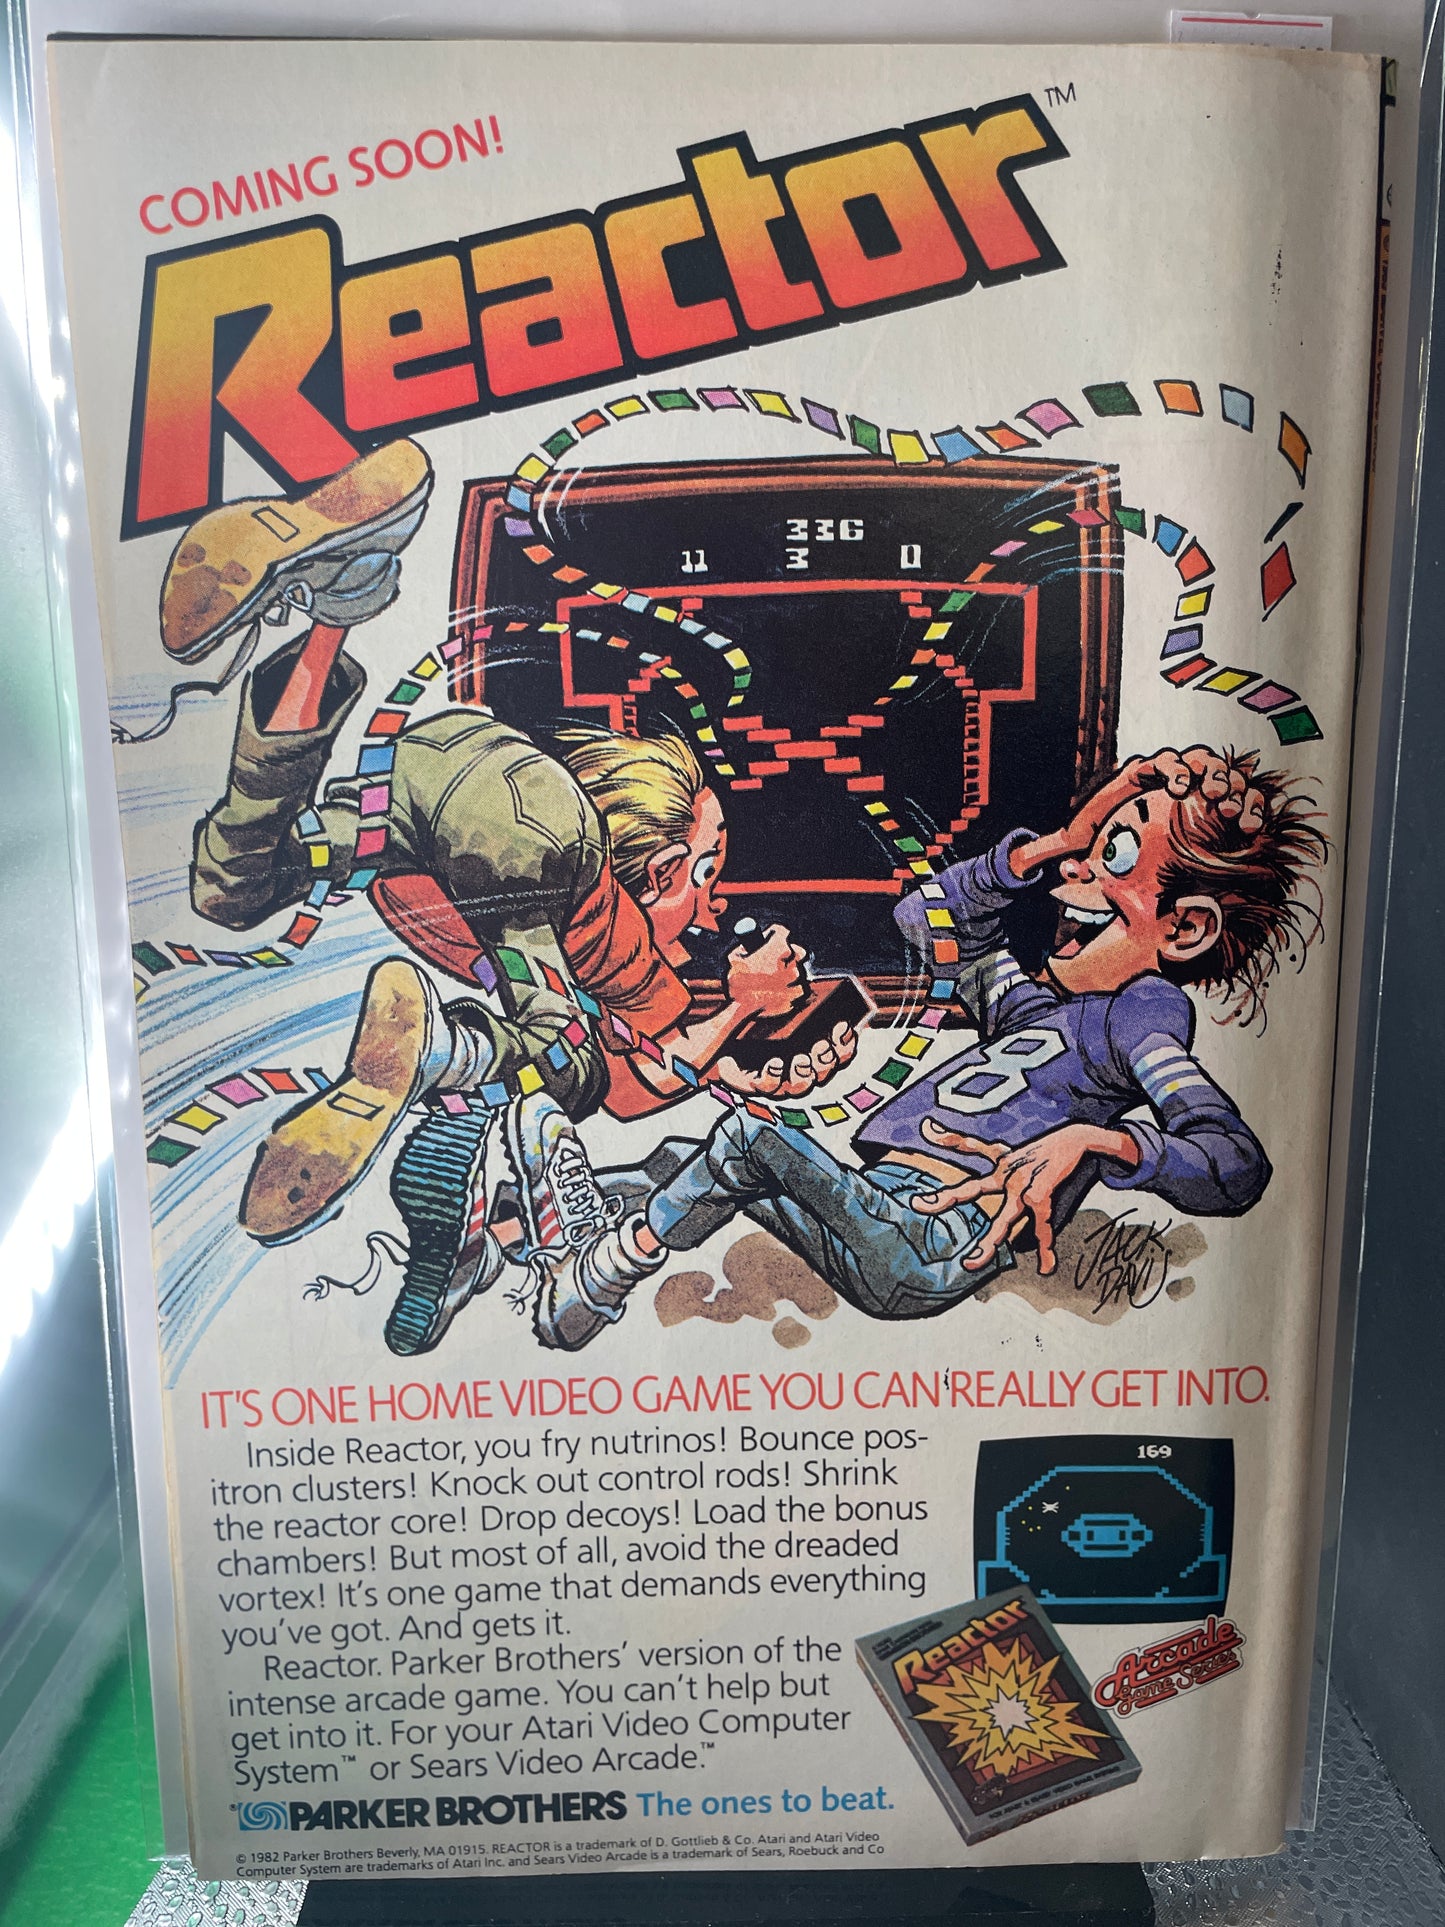 COMING SOON!
Reactor™
336
11 3 0
8
JACK
DAVIS
IT'S ONE HOME VIDEO GAME YOU CAN REALLY GET INTO.
Inside Reactor, you fry nutrinos! Bounce pos-
itron clusters! Knock out control rods! Shrink
the reactor core! Drop decoys! Load the bonus
chambers! But most of all, avoid the dreaded
vortex! It's one game that demands everything
you've got. And gets it.
Reactor. Parker Brothers' version of the
intense arcade game. You can't help but
get into it. For your Atari Video Computer
System™ or Sears Video Arcade.™
169
Reactor
Arcade
Game Series
® PARKER BROTHERS The ones to beat.
© 1982 Parker Brothers Beverly, MA 01915. REACTOR is a trademark of D. Gottlieb & Co. Atari and Atari Video
Computer System are trademarks of Atari Inc. and Sears Video Arcade is a trademark of Sears, Roebuck and Co